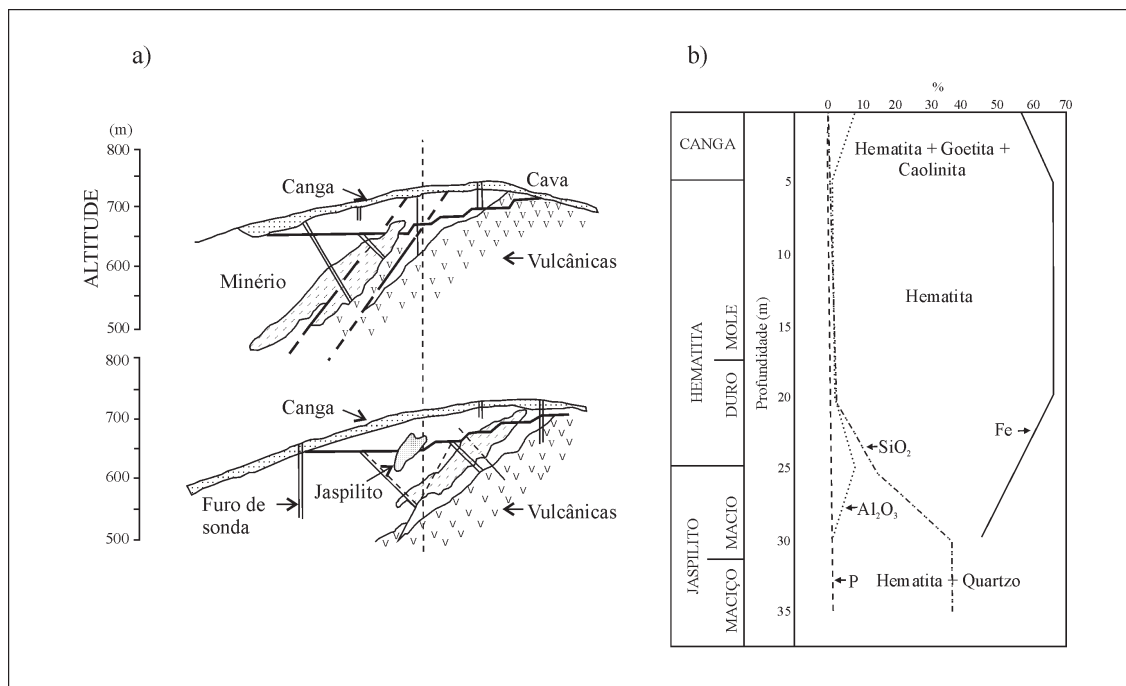 a)
(m)
800
700
600
500
ALTITUDE
Canga
Cava
Minério
Vulcânicas
800
700
600
500
Canga
Jaspilito
Furo de
sonda
Vulcânicas
b)
%
0 10 20 30 40 50 60 70
CANGA
HEMATITA
MOLE
DURO
JASPILITO
MACIO
MACIÇO
Profundidade (m)
5
10
15
20
25
30
35
Hematita + Goetita +
Caolinita
Hematita
Fe
SiO₂
Al₂O₃
P
Hematita + Quartzo